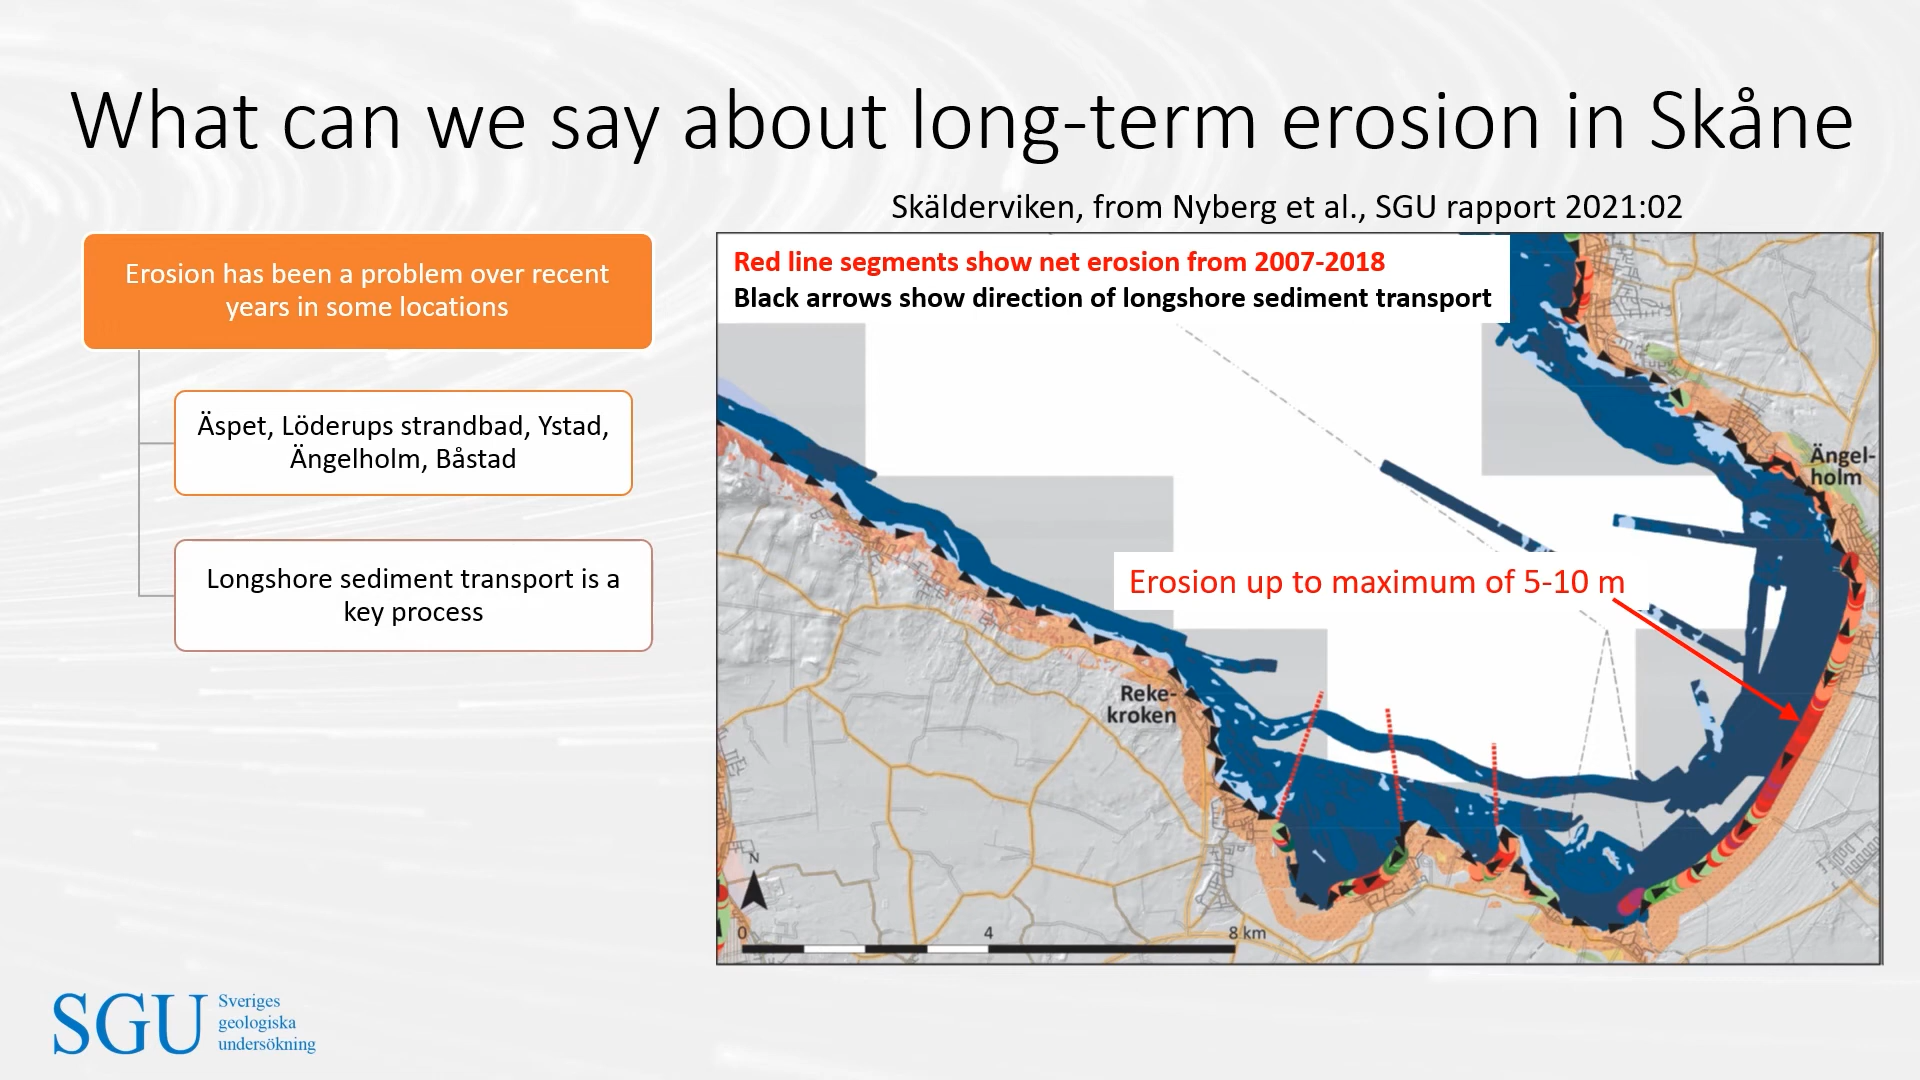 What can we say about long-term erosion in Skåne
Skälderviken, from Nyberg et al., SGU rapport 2021:02
Erosion has been a problem over recent
years in some locations
Äspet, Löderups strandbad, Ystad,
Ängelholm, Båstad
Longshore sediment transport is a
key process
Red line segments show net erosion from 2007-2018
Black arrows show direction of longshore sediment transport
Ängel-
holm
Erosion up to maximum of 5-10 m
Reke-
kroken
N
0 4 8 km
SGU
Sveriges
geologiska
undersökning